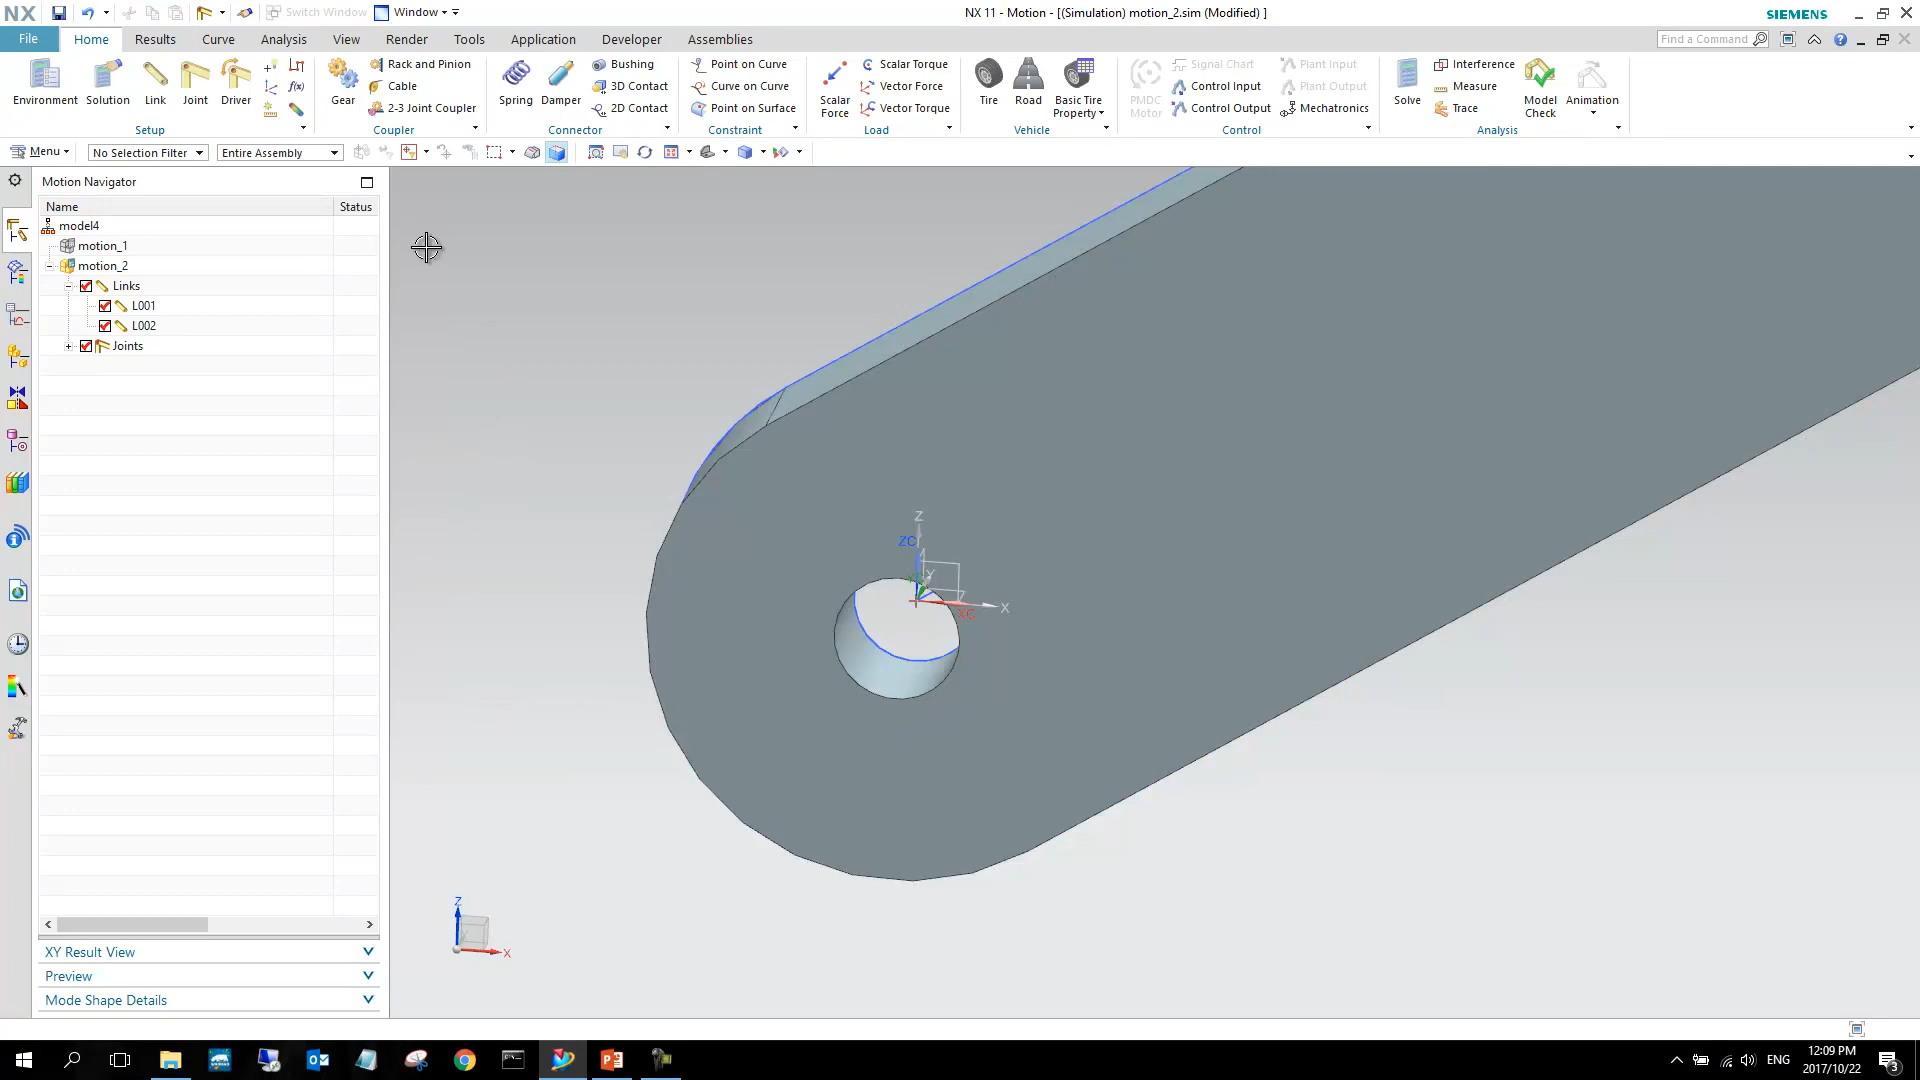 NX Switch Window Window NX 11 - Motion - [(Simulation) motion_2.sim (Modified) ] SIEMENS
File Home Results Curve Analysis View Render Tools Application Developer Assemblies Find a Command
Environment Solution Link Joint Driver
Setup
Gear Rack and Pinion
Cable
2-3 Joint Coupler
Coupler
Spring Damper Bushing
3D Contact
2D Contact
Connector
Point on Curve
Curve on Curve
Point on Surface
Constraint
Scalar Force Scalar Torque
Vector Force
Vector Torque
Load
Tire Road Basic Tire Property
Vehicle
PMDC Motor Signal Chart Plant Input
Control Input Plant Output
Control Output Mechatronics
Control
Solve Interference
Measure
Trace
Model Check Animation
Analysis
Menu No Selection Filter Entire Assembly
Motion Navigator
Name Status
model4
motion_1
motion_2
Links
L001
L002
Joints
Z
ZC
Y
X
XC
Z
X
XY Result View
Preview
Mode Shape Details
ENG 12:09 PM
2017/10/22
3